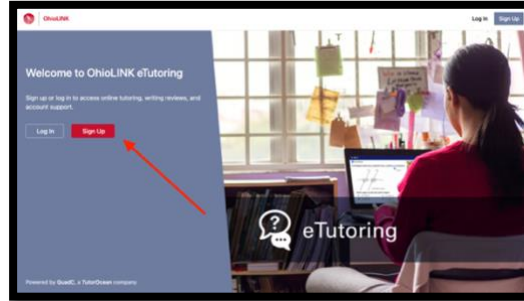 OhioLINK
Log In
Sign Up
Welcome to OhioLINK eTutoring
Sign up or log in to access online tutoring, writing reviews, and
account support.
Log In
Sign Up
eTutoring
Powered by QuadC, a TutorOcean company